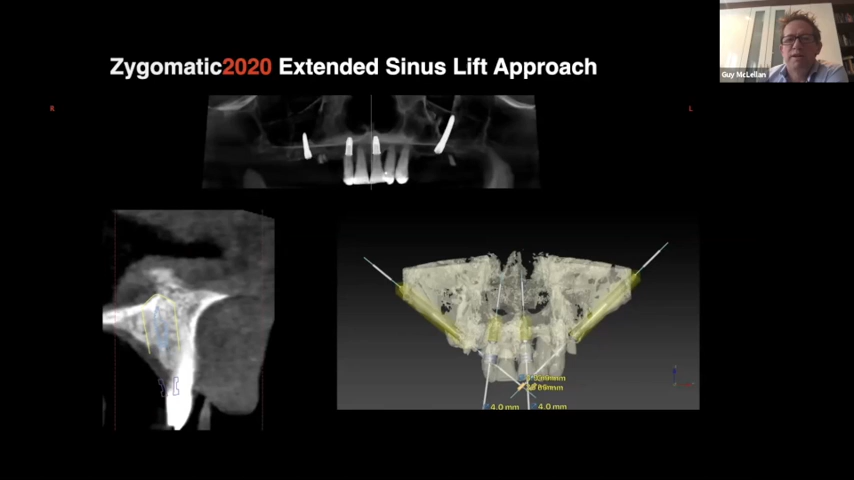 Zygomatic2020 Extended Sinus Lift Approach
Guy McLellan
R
L
4.0 mm
4.0 mm